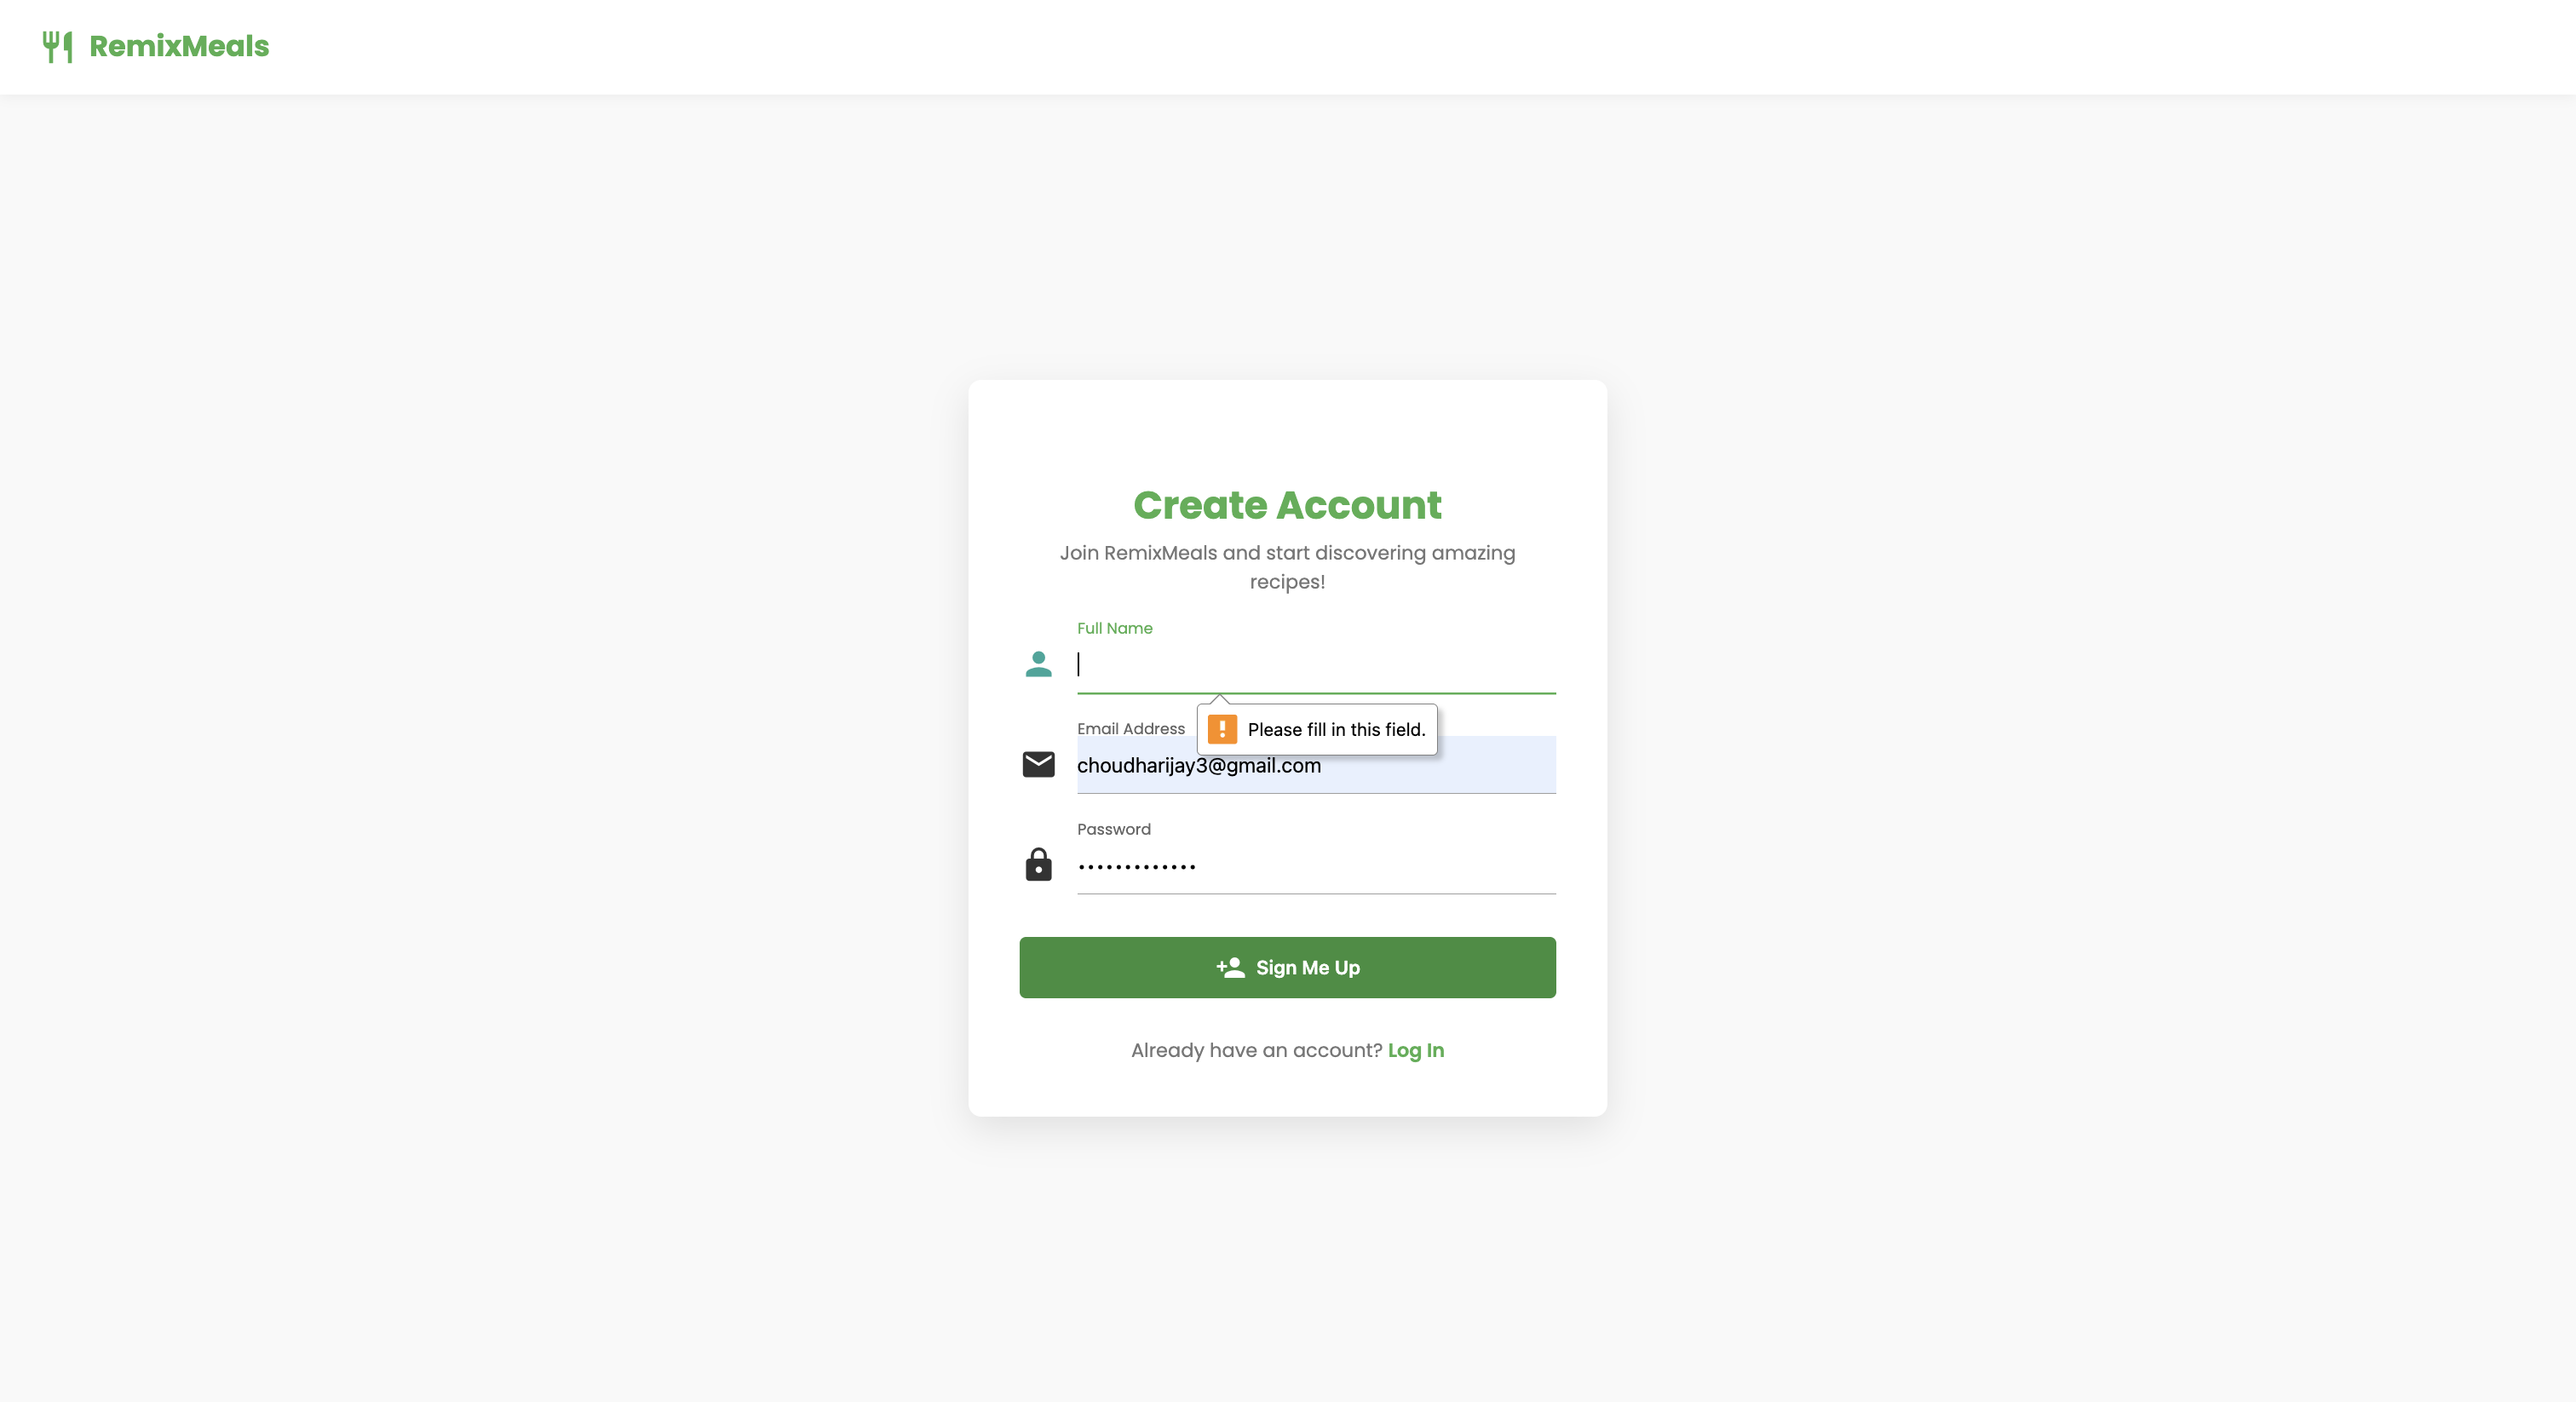 RemixMeals
Create Account
Join RemixMeals and start discovering amazing
recipes!
Full Name
Please fill in this field.
Email Address
choudharijay3@gmail.com
Password
•••••••••••••
Sign Me Up
Already have an account? Log In